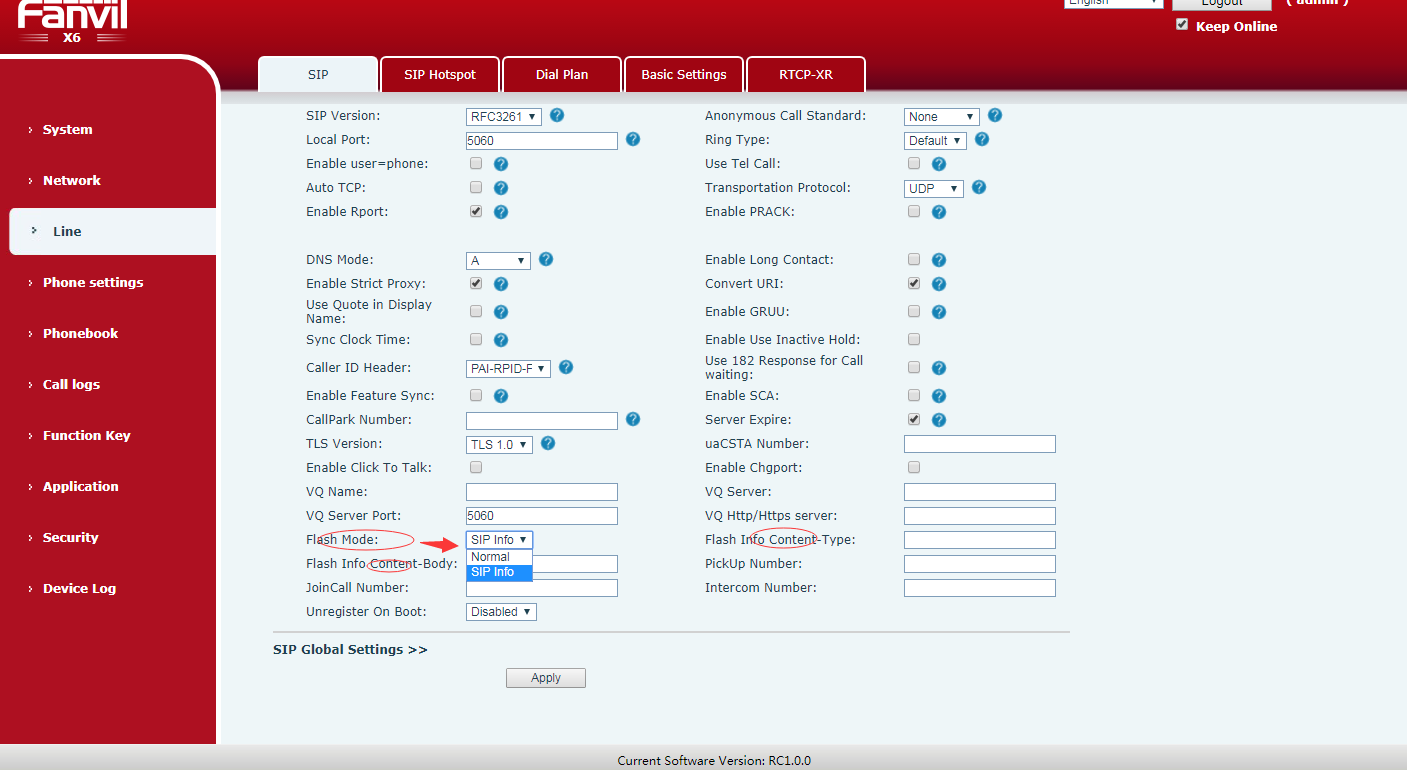 English
Logout
( admin )
Fanvil
X6
Keep Online
SIP
SIP Hotspot
Dial Plan
Basic Settings
RTCP-XR
› System
› Network
› Line
› Phone settings
› Phonebook
› Call logs
› Function Key
› Application
› Security
› Device Log
SIP Version: RFC3261 Anonymous Call Standard: None
Local Port: 5060 Ring Type: Default
Enable user=phone: Use Tel Call:
Auto TCP: Transportation Protocol: UDP
Enable Rport: Enable PRACK:
DNS Mode: A Enable Long Contact:
Enable Strict Proxy: Convert URI:
Use Quote in Display
Name:
Enable GRUU:
Sync Clock Time: Enable Use Inactive Hold:
Caller ID Header: PAI-RPID-F
Use 182 Response for Call
waiting:
Enable Feature Sync: Enable SCA:
CallPark Number: Server Expire:
TLS Version: TLS 1.0 uaCSTA Number:
Enable Click To Talk: Enable Chgport:
VQ Name: VQ Server:
VQ Server Port: 5060 VQ Http/Https server:
Flash Mode: SIP Info Flash Info Content-Type:
Normal
Flash Info Content-Body: PickUp Number:
SIP Info
JoinCall Number: Intercom Number:
Unregister On Boot: Disabled
SIP Global Settings >>
Apply
Current Software Version: RC1.0.0